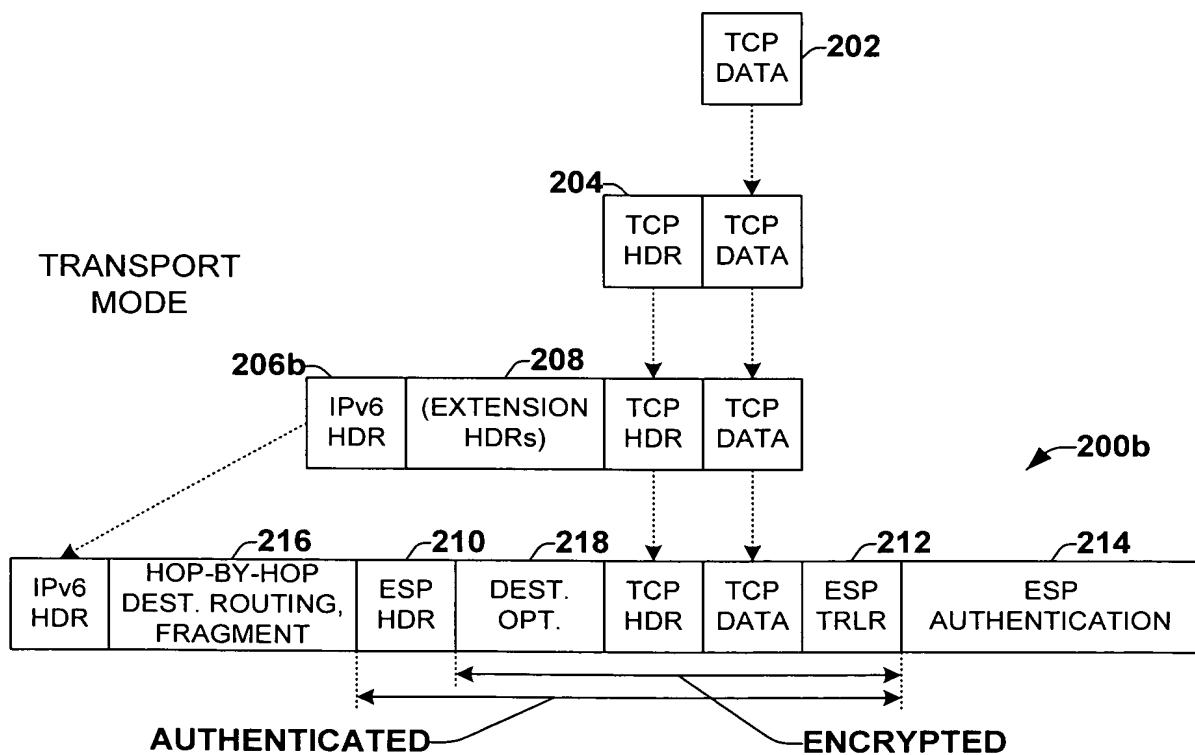 TCP
DATA
202
204
TCP
HDR
TCP
DATA
TRANSPORT
MODE
206b
208
IPv6
HDR
(EXTENSION
HDRs)
TCP
HDR
TCP
DATA
200b
216
210
218
212
214
IPv6
HDR
HOP-BY-HOP
DEST. ROUTING,
FRAGMENT
ESP
HDR
DEST.
OPT.
TCP
HDR
TCP
DATA
ESP
TRLR
ESP
AUTHENTICATION
AUTHENTICATED
ENCRYPTED